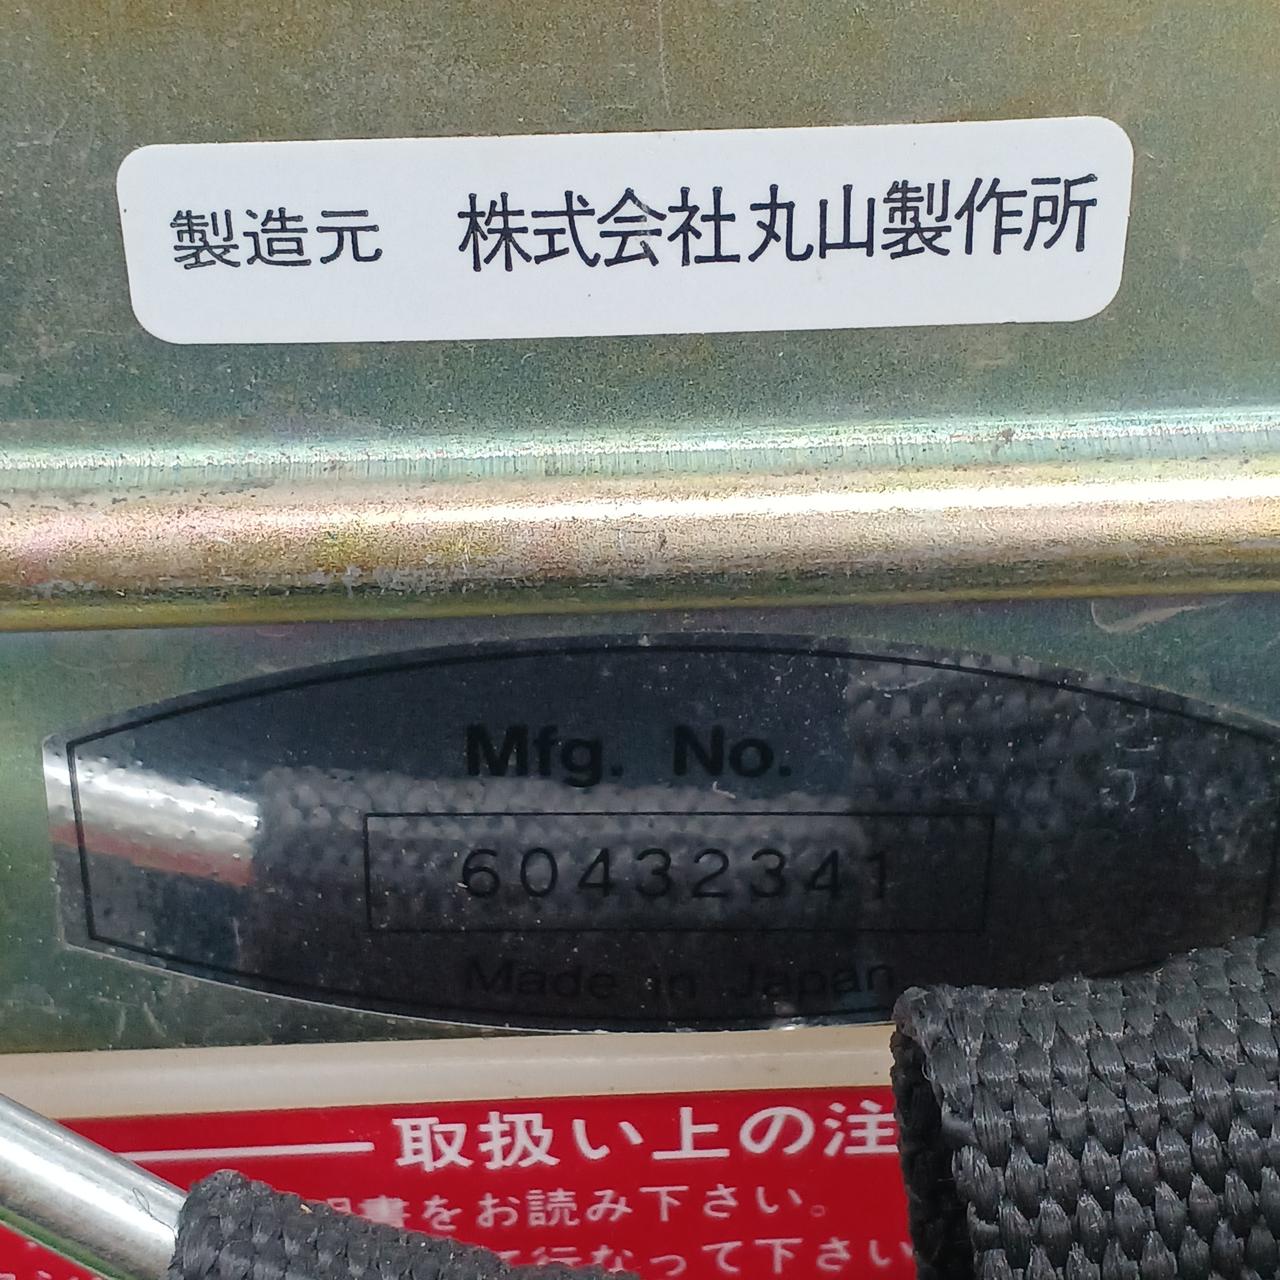 製造元　株式会社丸山製作所
Mfg. No.
60432341
Made in Japan
取扱い上の注
書をお読み下さい。
行なって下さい